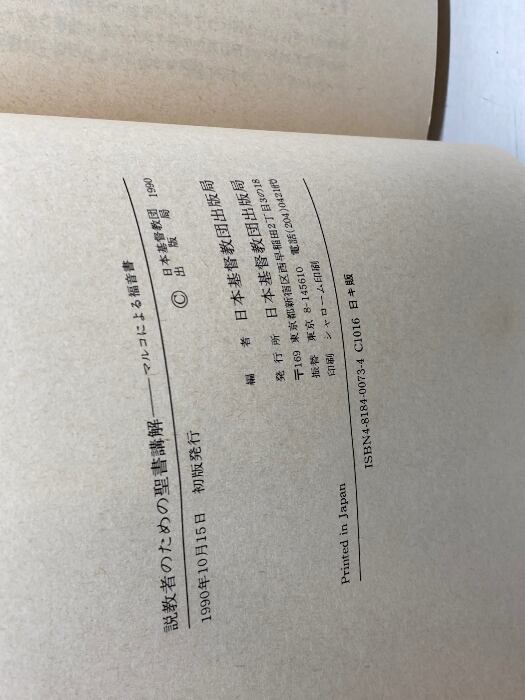 説教者のための聖書講解――マルコによる福音書
1990年10月15日 初版発行
Ⓒ 日本基督教団出版局 1990
編者 日本基督教団出版局
発行所 日本基督教団出版局
〒169 東京都新宿区西早稲田2丁目3の18
振替 東京 8-145610 電話(204)0421㈹
印刷 シャローム印刷
Printed in Japan
ISBN4-8184-0073-4 C1016 日キ販